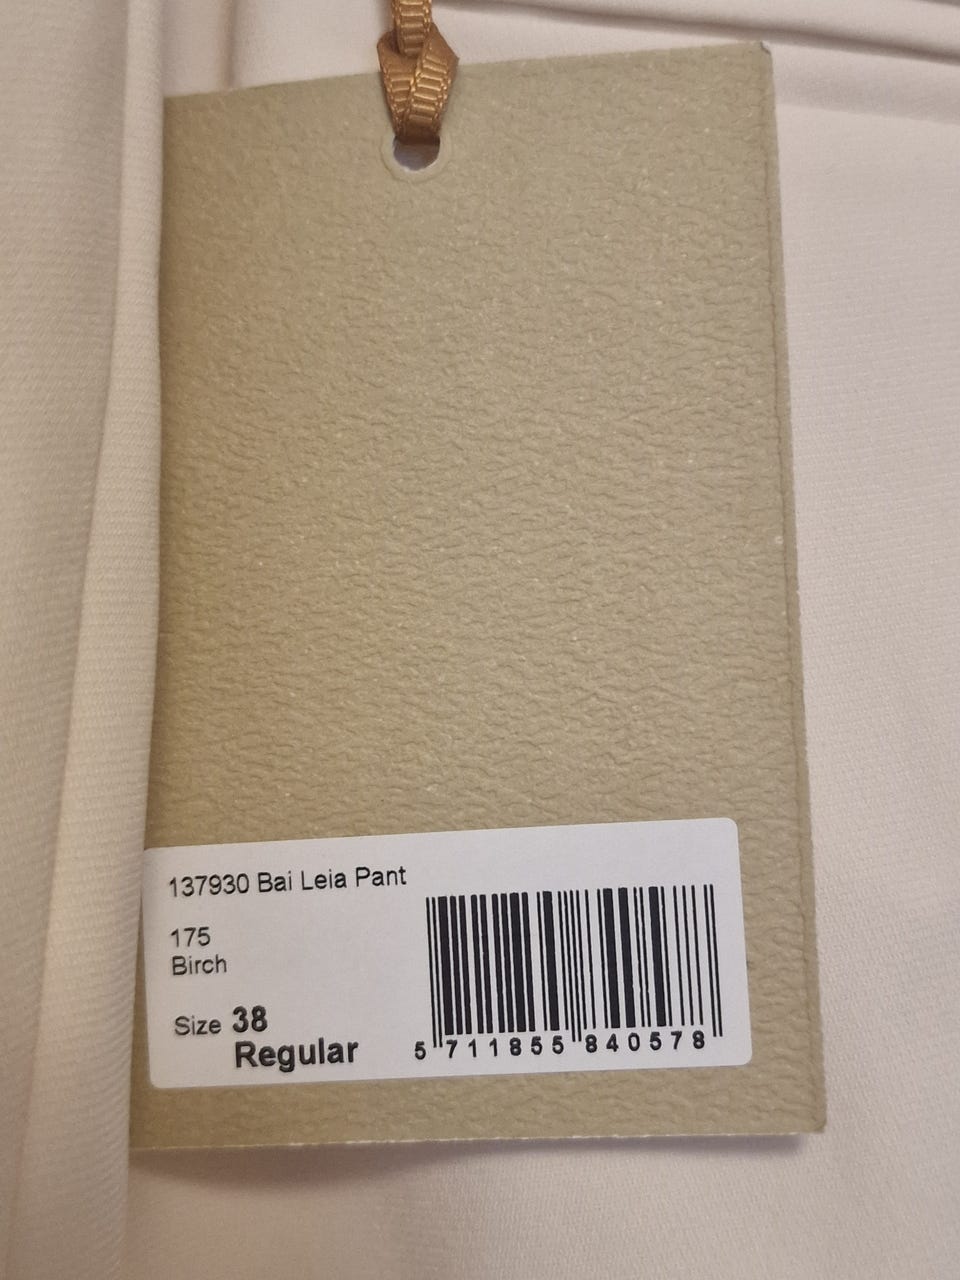 137930 Bai Leia Pant
175
Birch
Size 38
Regular
5 711855 840578